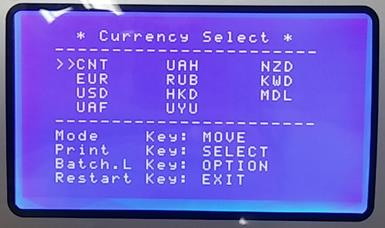 * Currency Select *
--------------------------
>>CNT UAH NZD
EUR RUB KWD
USD HKD MDL
UAF UYU
--------------------------
Mode Key: MOVE
Print Key: SELECT
Batch.L Key: OPTION
Restart Key: EXIT